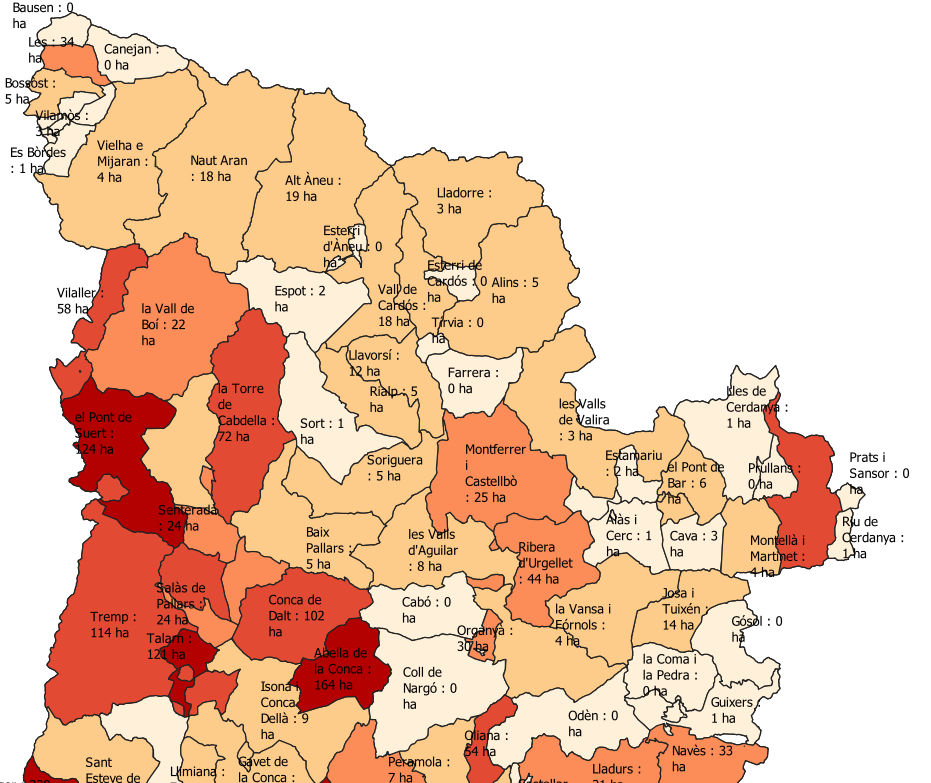 Bausen : 0
ha
Les : 34
ha
Canejan :
0 ha
Bossòst :
5 ha
Vilamòs :
3 ha
Es Bòrdes
: 1 ha
Vielha e
Mijaran :
4 ha
Naut Aran
: 18 ha
Alt Àneu :
19 ha
Lladorre :
3 ha
Esterri
d'Àneu : 0
ha
Esterri de
Cardós : 0
ha
Alins : 5
ha
Vilaller :
58 ha
la Vall de
Boí : 22
ha
Espot : 2
ha
Vall de
Cardós :
18 ha
Tírvia : 0
ha
Llavorsí :
12 ha
Farrera :
0 ha
Rialp : 5
ha
la Torre
de
Cabdella :
72 ha
el Pont de
Suert :
124 ha
Sort : 1
ha
les Valls
de Valira
: 3 ha
Lles de
Cerdanya :
1 ha
Soriguera
: 5 ha
Montferrer
i
Castellbò
: 25 ha
Estamariu
: 2 ha
el Pont de
Bar : 6
ha
Prullans :
0 ha
Prats i
Sansor : 0
ha
Senterada
: 24 ha
Baix
Pallars :
5 ha
les Valls
d'Aguilar
: 8 ha
Ribera
d'Urgellet
: 44 ha
Alàs i
Cerc : 1
ha
Cava : 3
ha
Montellà i
Martinet :
4 ha
Riu de
Cerdanya :
1 ha
Salàs de
Pallars :
24 ha
Tremp :
114 ha
Talarn :
121 ha
Conca de
Dalt : 102
ha
Cabó : 0
ha
Organyà :
30 ha
la Vansa i
Fórnols :
4 ha
Josa i
Tuixén :
14 ha
Gósol : 0
ha
Abella de
la Conca :
164 ha
Isona i
Conca
Dellà : 9
ha
Coll de
Nargó : 0
ha
la Coma i
la Pedra :
0 ha
Guixers :
1 ha
Odèn : 0
ha
Oliana :
54 ha
Sant
Esteve de
Llimiana :
Gavet de
la Conca :
Peramola :
7 ha
Lladurs :
Navès : 33
ha